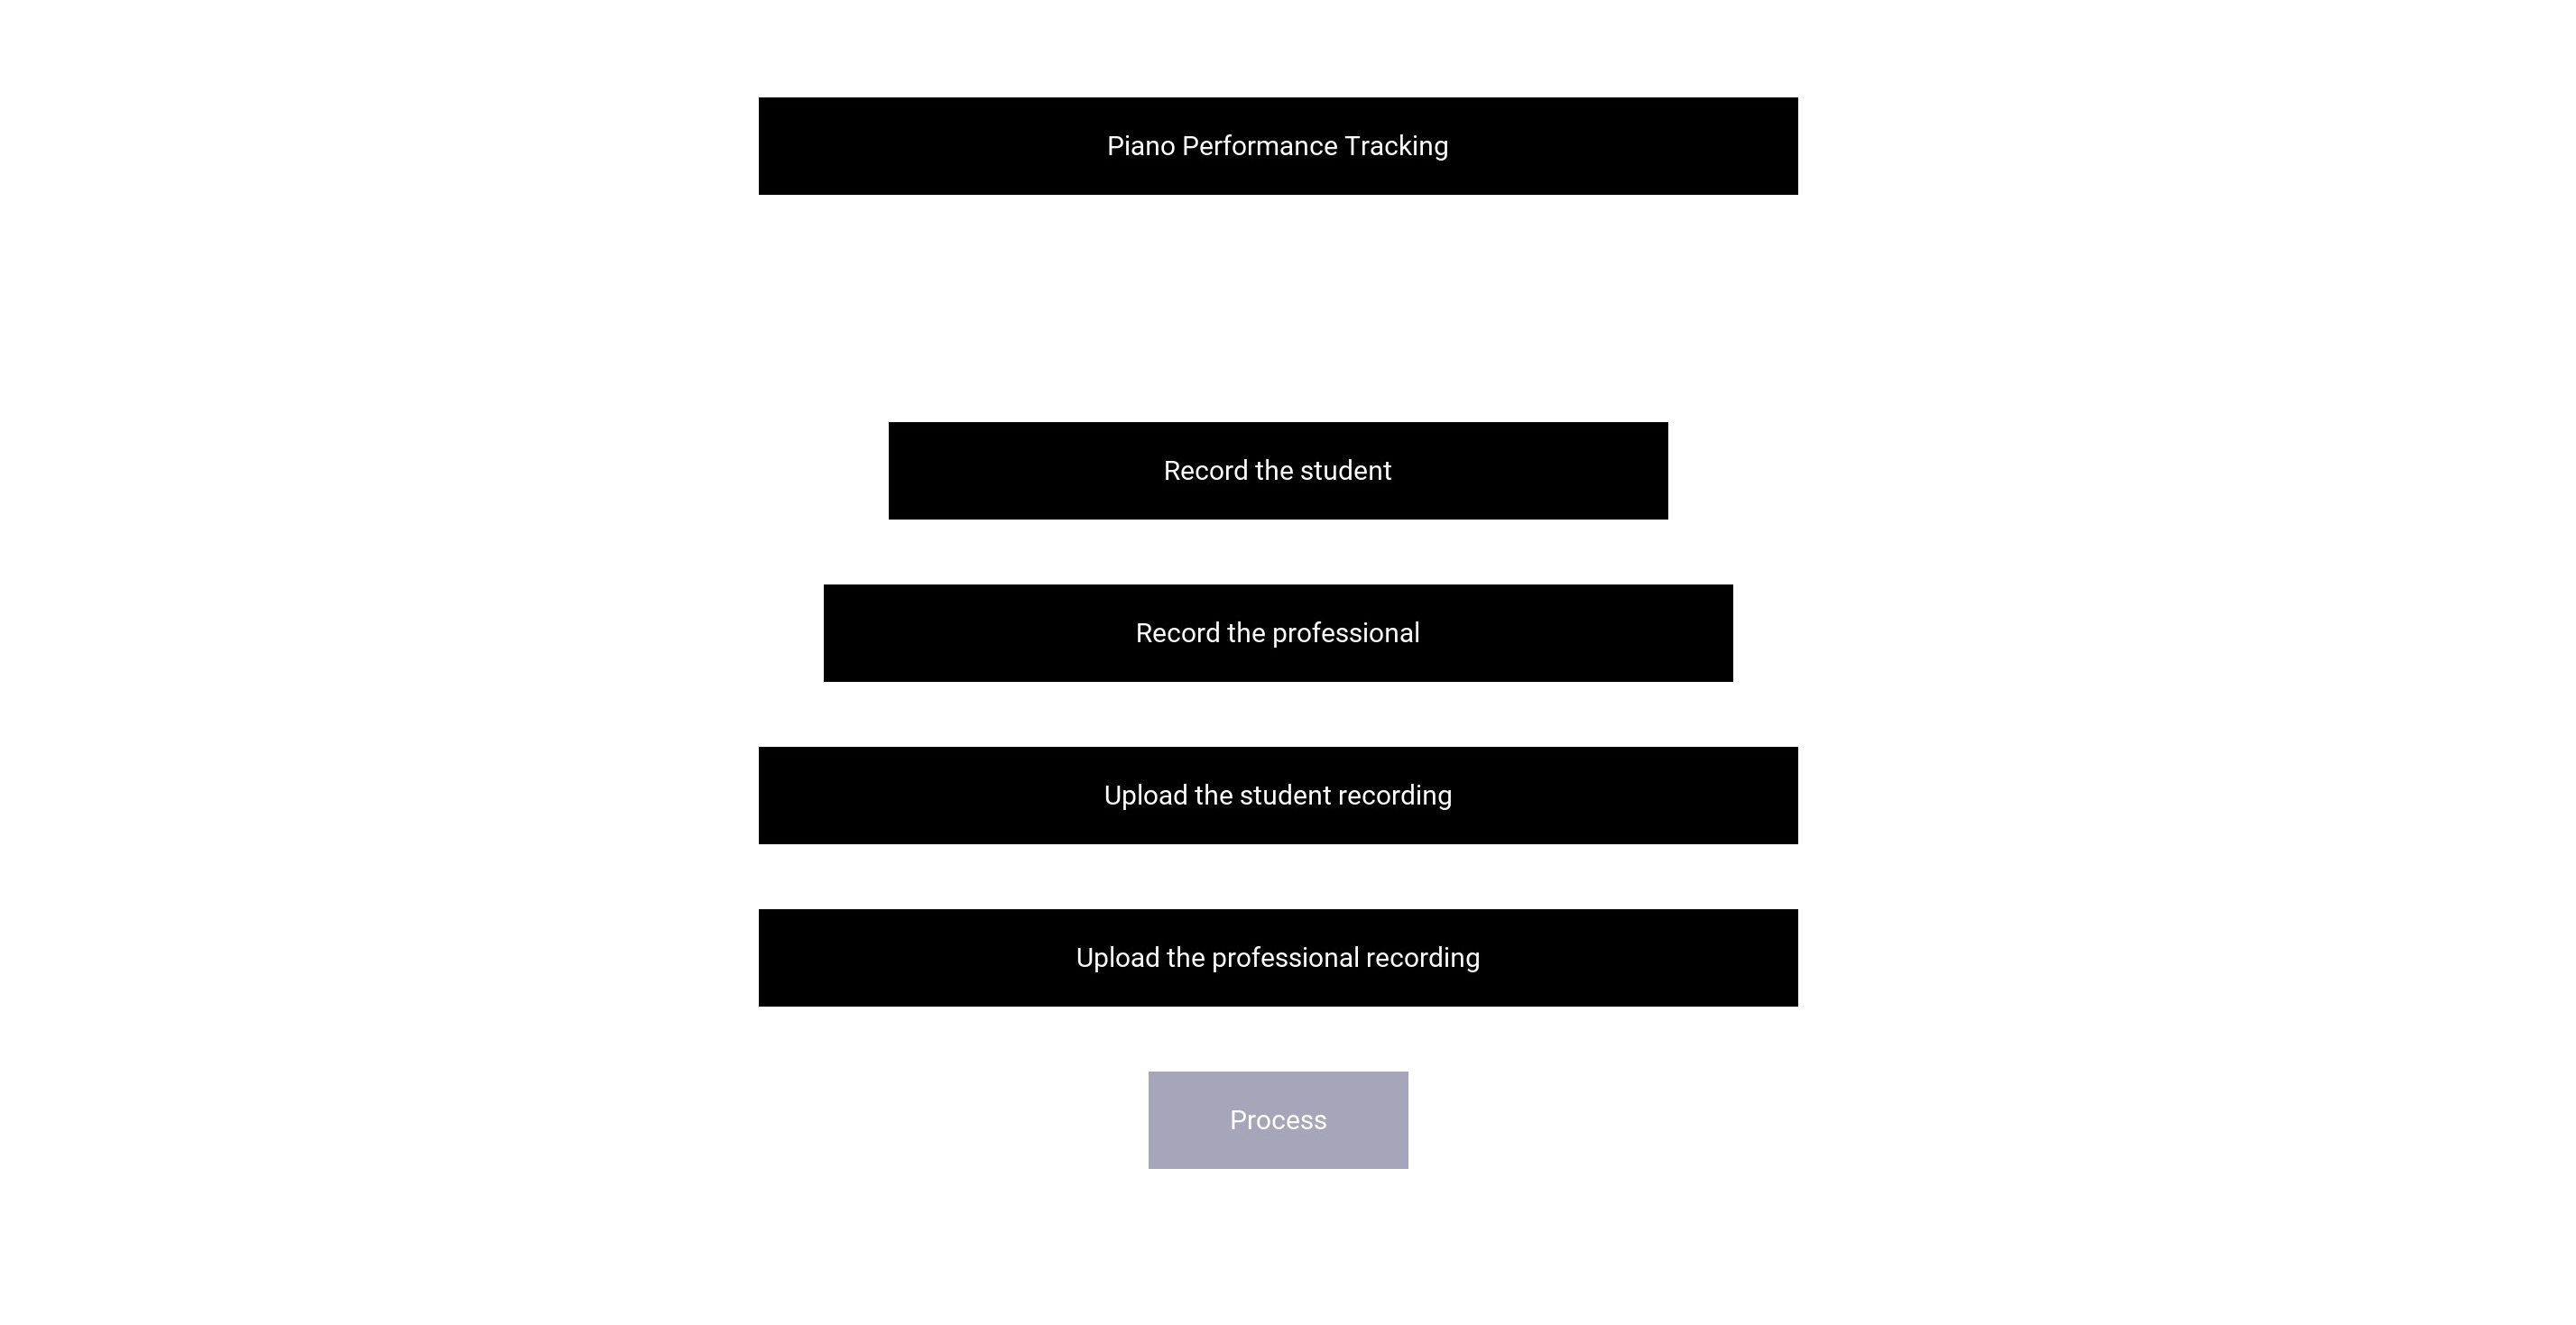 Piano Performance Tracking
Record the student
Record the professional
Upload the student recording
Upload the professional recording
Process